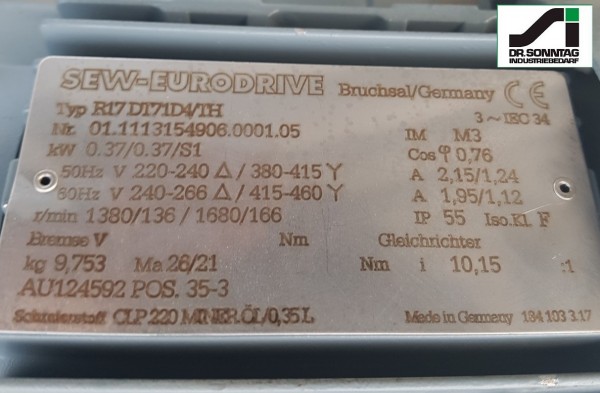 DR.SONNTAG
INDUSTRIEBEDARF
SEW-EURODRIVE Bruchsal/Germany CE
Typ R17 DT71D4/TH 3 ~ IEC 34
Nr. 01.1113154906.0001.05 IM M3
kW 0.37/0.37/S1 Cos φ 0,76
50Hz V 220-240 Δ / 380-415 Y A 2,15/1,24
60Hz V 240-266 Δ / 415-460 Y A 1,95/1,12
r/min 1380/136 / 1680/166 IP 55 Iso.Kl. F
Bremse V Nm Gleichrichter
kg 9,753 Ma 26/21 Nm i 10,15 :1
AU124592 POS. 35-3
Schmierstoff CLP 220 MINER.ÖL/0,35L Made in Germany 184 103 3.17